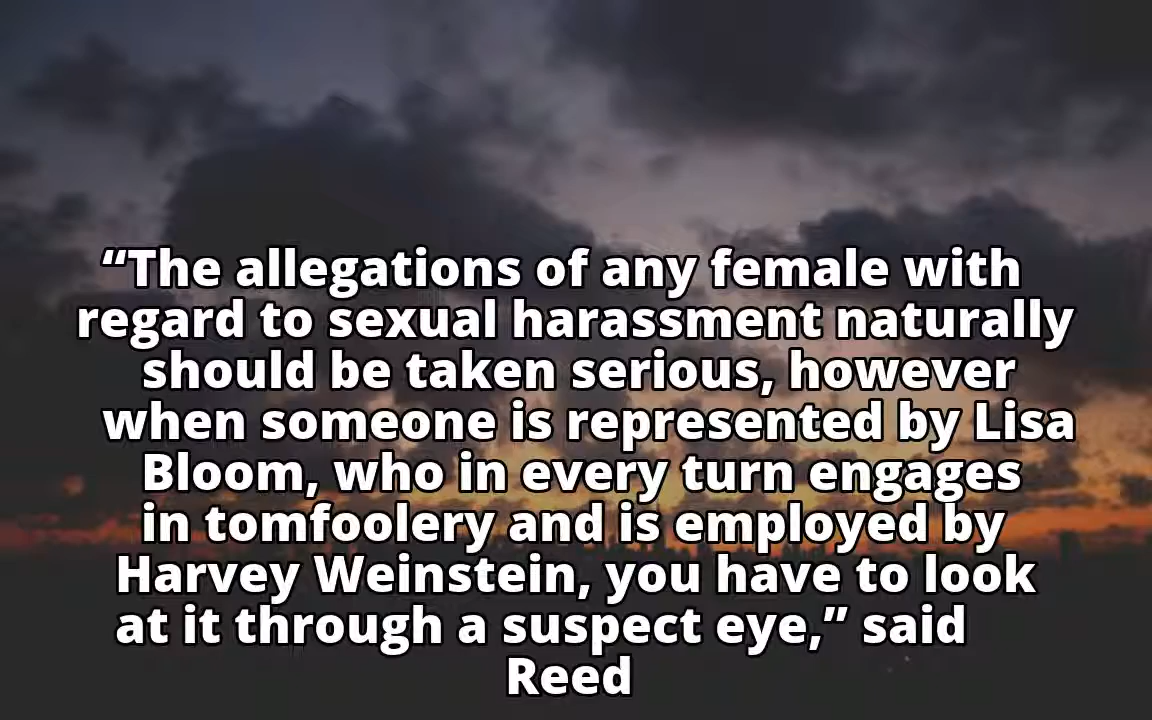 “The allegations of any female with
regard to sexual harassment naturally
should be taken serious, however
when someone is represented by Lisa
Bloom, who in every turn engages
in tomfoolery and is employed by
Harvey Weinstein, you have to look
at it through a suspect eye,” said
Reed